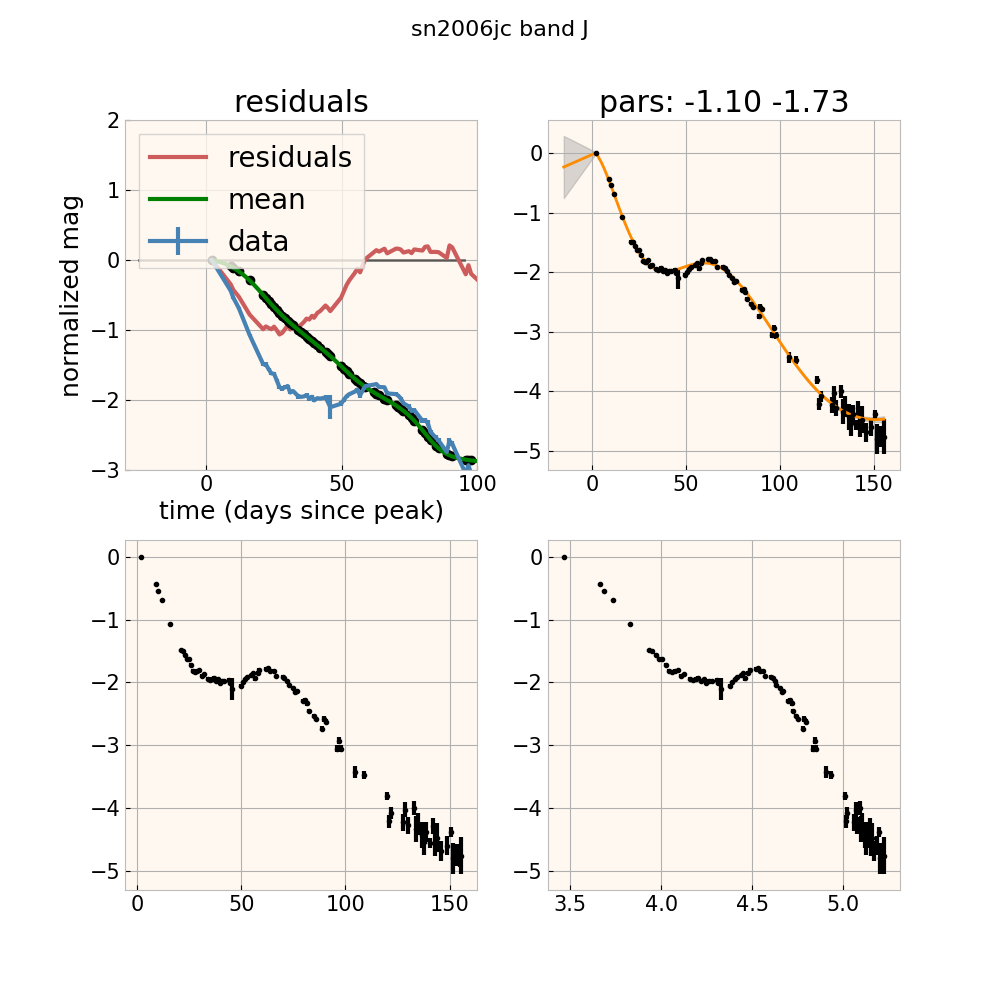 sn2006jc band J
residuals
pars: -1.10 -1.73
normalized mag
residuals
mean
data
2
1
0
−1
−2
−3
0 50 100
time (days since peak)
0
−1
−2
−3
−4
−5
0 50 100 150
0
−1
−2
−3
−4
−5
0 50 100 150
0
−1
−2
−3
−4
−5
3.5 4.0 4.5 5.0